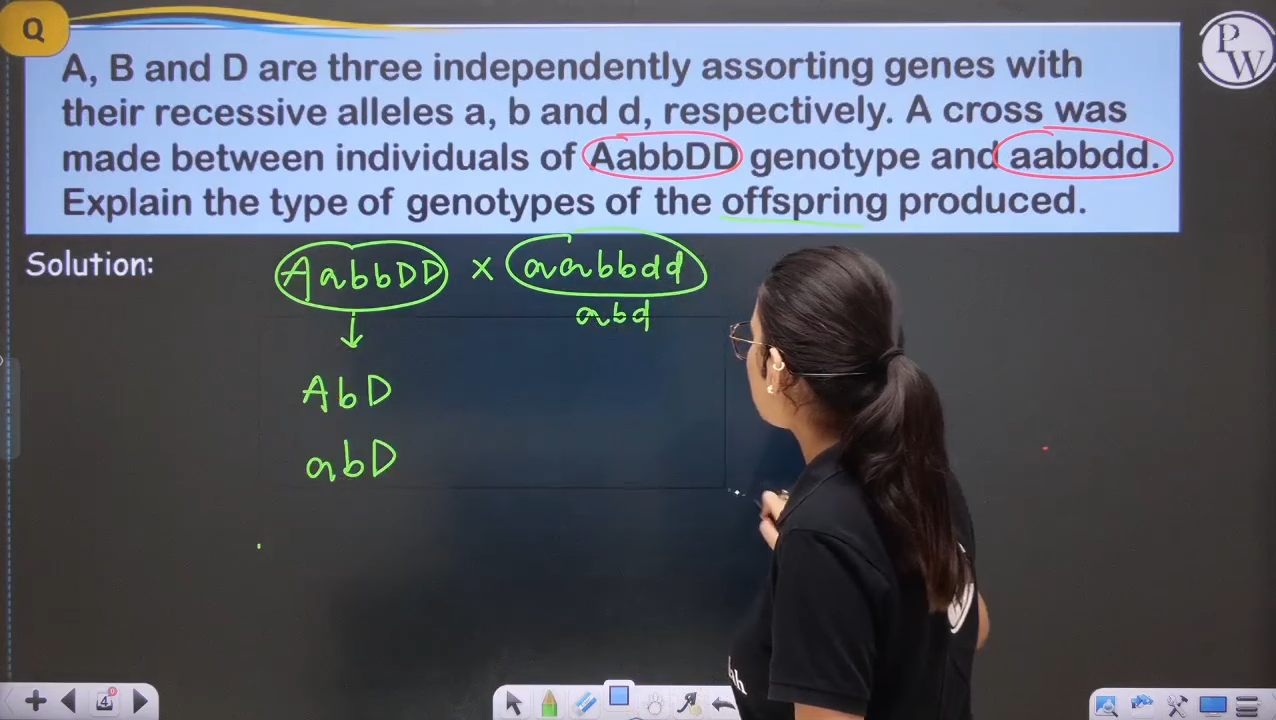 Q
PW
A, B and D are three independently assorting genes with
their recessive alleles a, b and d, respectively. A cross was
made between individuals of AabbDD genotype and aabbdd.
Explain the type of genotypes of the offspring produced.
Solution:
AabbDD × aabbdd
abd
AbD
abD
4